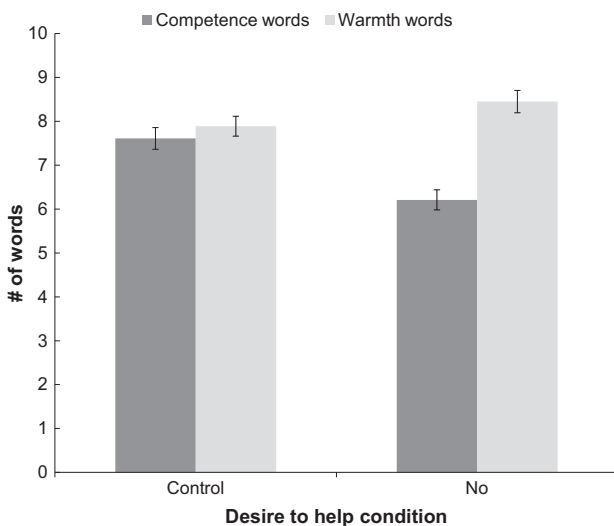 Competence words Warmth words
10
9
8
7
6
5
4
3
2
1
0
# of words
Control No
Desire to help condition